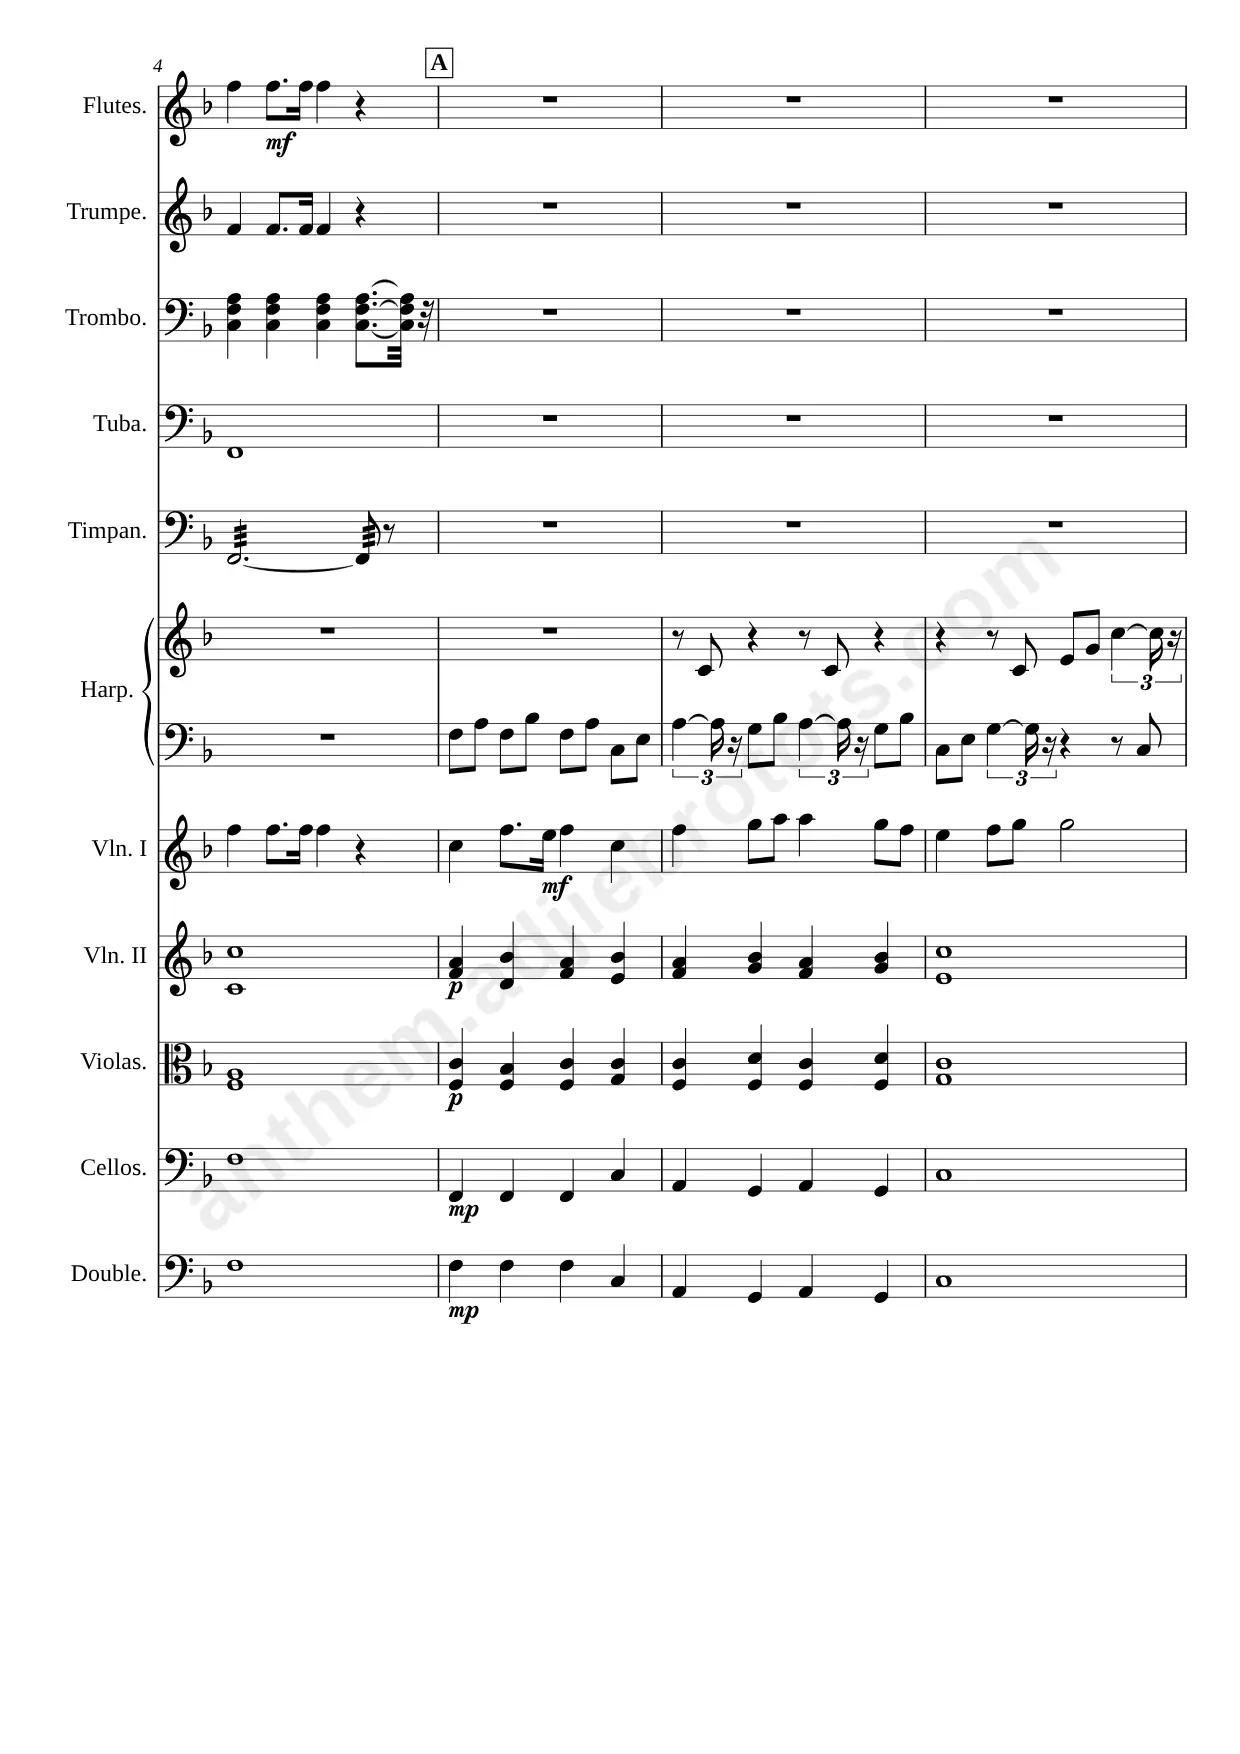 4
A
Flutes.
mf
Trumpe.
Trombo.
Tuba.
Timpan.
Harp.
3
3
3
3
Vln. I
mf
Vln. II
p
Violas.
p
Cellos.
mp
Double.
mp
anthem.adjiebrotots.com